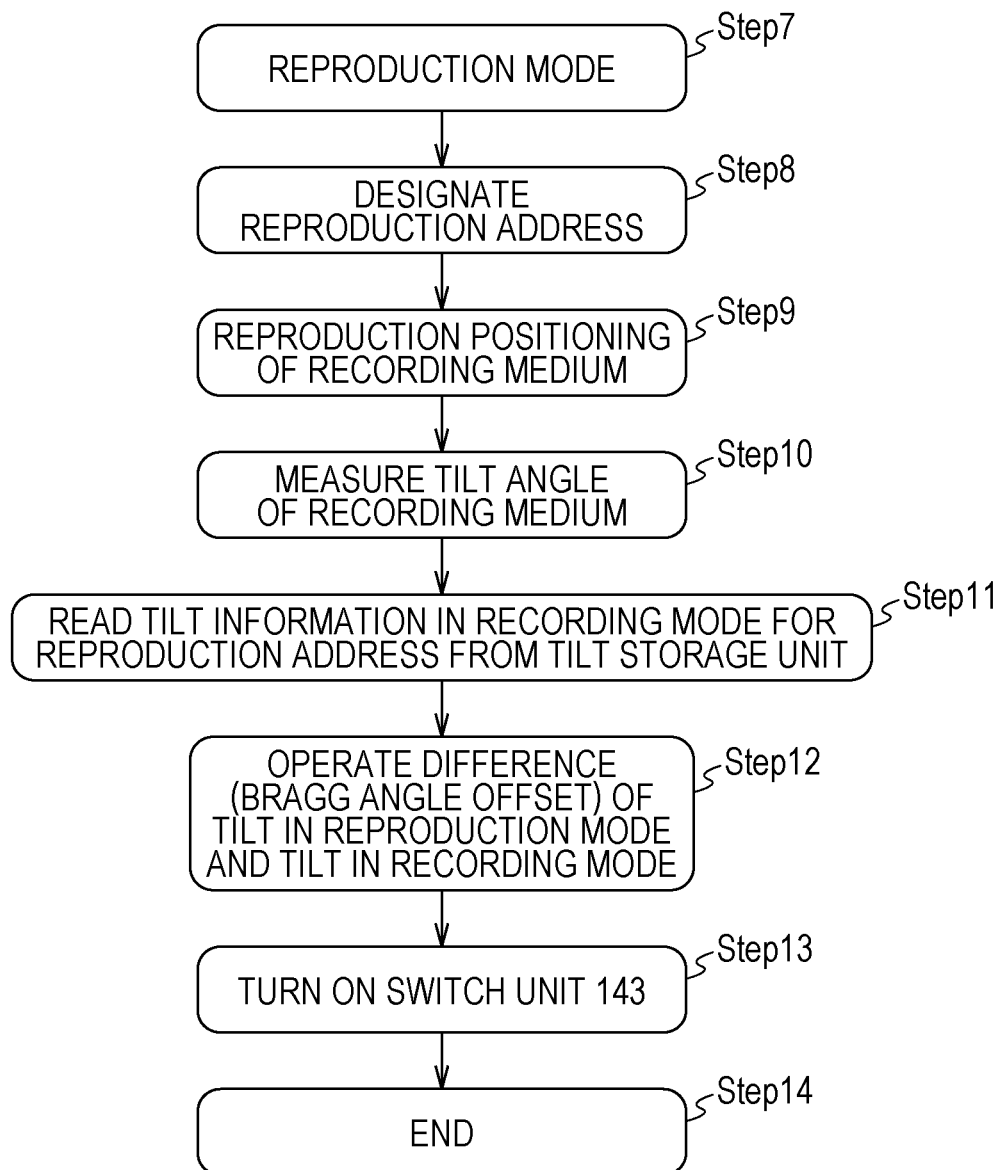 Step7
REPRODUCTION MODE
Step8
DESIGNATE
REPRODUCTION ADDRESS
Step9
REPRODUCTION POSITIONING
OF RECORDING MEDIUM
Step10
MEASURE TILT ANGLE
OF RECORDING MEDIUM
Step11
READ TILT INFORMATION IN RECORDING MODE FOR
REPRODUCTION ADDRESS FROM TILT STORAGE UNIT
Step12
OPERATE DIFFERENCE
(BRAGG ANGLE OFFSET) OF
TILT IN REPRODUCTION MODE
AND TILT IN RECORDING MODE
Step13
TURN ON SWITCH UNIT 143
Step14
END